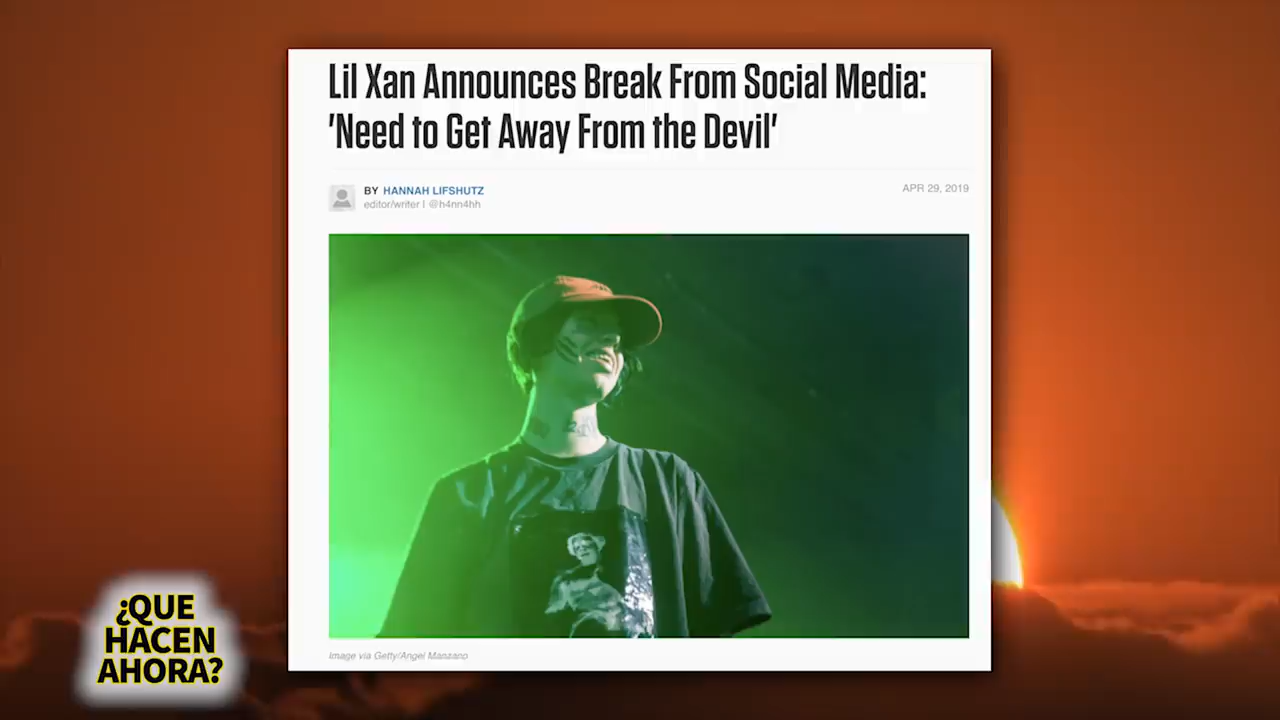 Lil Xan Announces Break From Social Media:
'Need to Get Away From the Devil'
BY HANNAH LIFSHUTZ
APR 29, 2019
editor/writer | @h4nn4hh
Image via Getty/Angel Manzano
¿QUE
HACEN
AHORA?